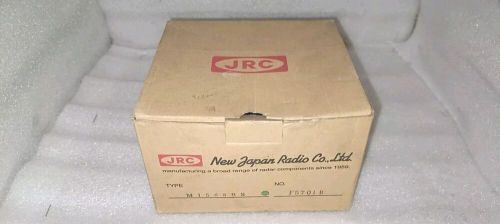 JRC
JRC New Japan Radio Co., Ltd.
manufacturing a broad range of radar components since 1959.
TYPE NO.